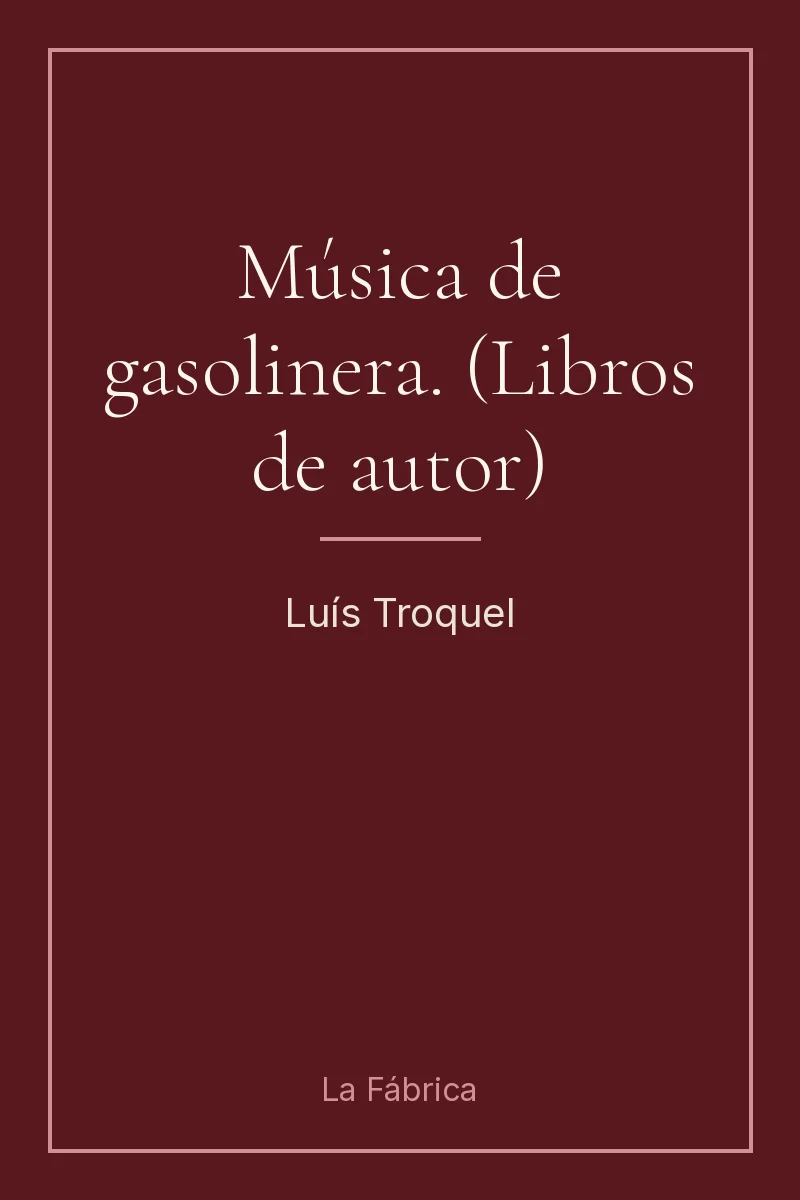 Música de
gasolinera. (Libros
de autor)
Luís Troquel
La Fábrica